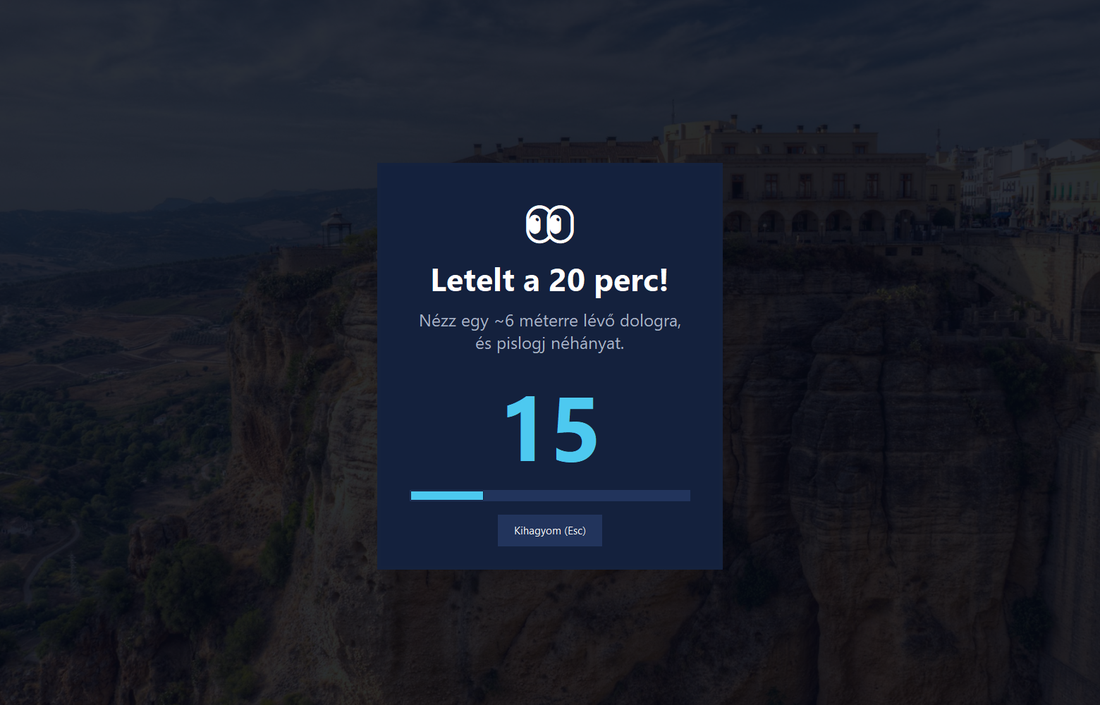 Letelt a 20 perc!
Nézz egy ~6 méterre lévő dologra,
és pislogj néhányat.
15
Kihagyom (Esc)